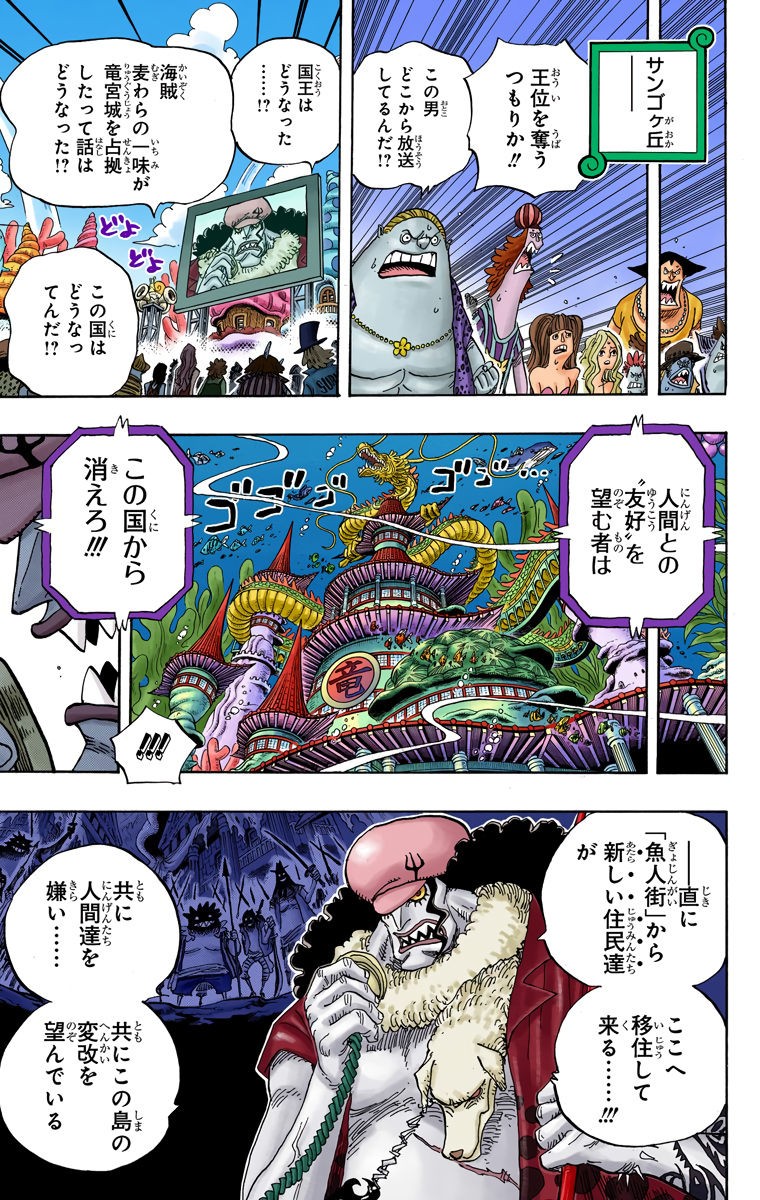 サンゴヶ丘
――
王位を奪う
つもりか!!
この男
どこから放送
してるんだ!?
国王は
どうなった
……!?
海賊
麦わらの一味が
竜宮城を占拠
したって話は
どうなった!?
どよ
どよ
この国は
どうなっ
てんだ!?
人間との
〝友好〟を
望む者は
ゴゴ…
ゴゴゴ
竜
この国から
消えろ!!!
!!!
――直に
「魚人街」から
新しい住民達
が
ここへ
移住して
来る……!!!
共に
人間達を
嫌い……
共にこの島の
変改を
望んでいる